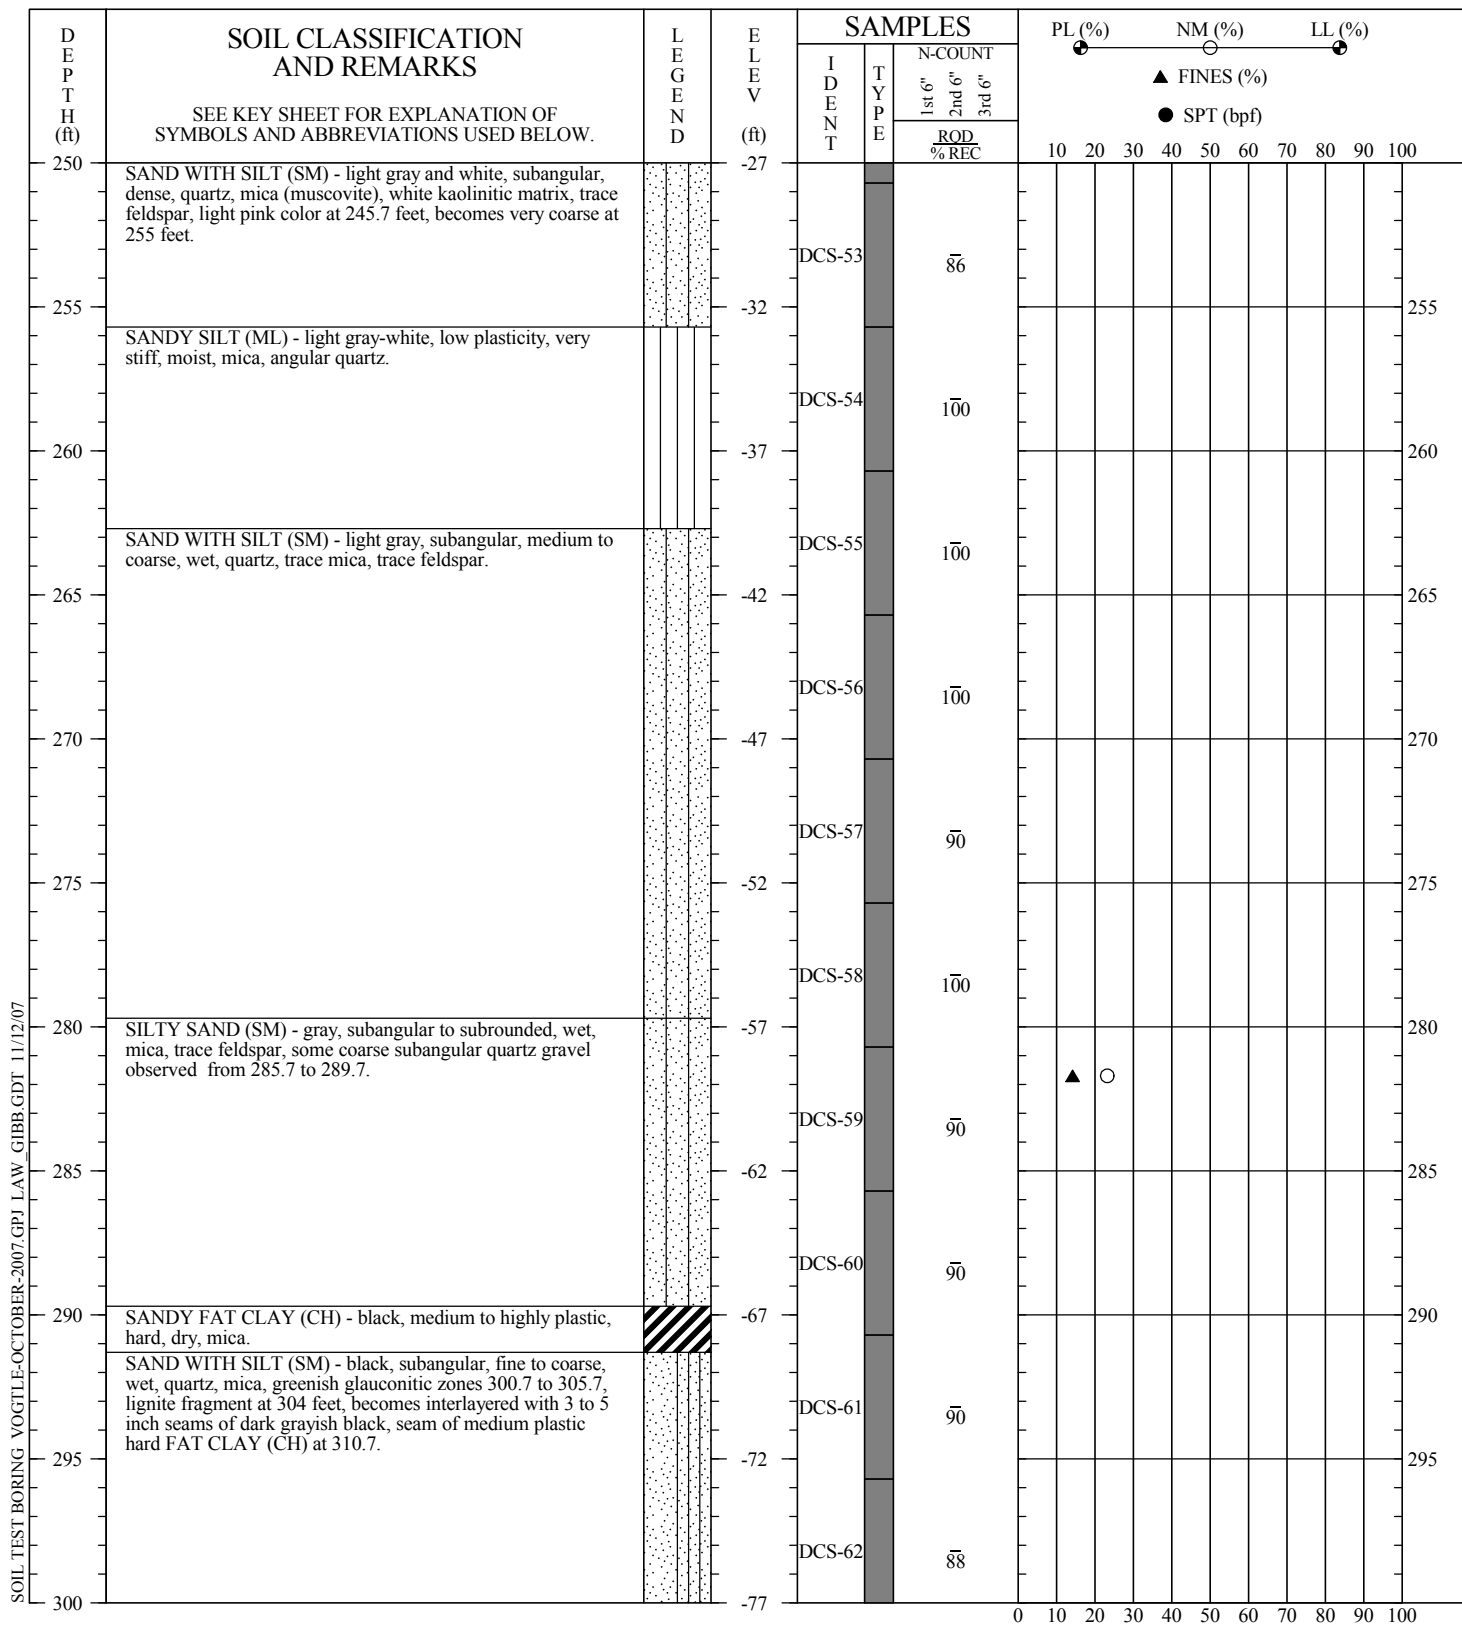 DEPTH (ft)
SOIL CLASSIFICATION
AND REMARKS
SEE KEY SHEET FOR EXPLANATION OF
SYMBOLS AND ABBREVIATIONS USED BELOW.
LEGEND
ELEV (ft)
SAMPLES
IDENT
TYPE
N-COUNT
1st 6"
2nd 6"
3rd 6"
RQD
% REC
PL (%) NM (%) LL (%)
▲ FINES (%)
● SPT (bpf)
10 20 30 40 50 60 70 80 90 100
250
SAND WITH SILT (SM) - light gray and white, subangular,
dense, quartz, mica (muscovite), white kaolinitic matrix, trace
feldspar, light pink color at 245.7 feet, becomes very coarse at
255 feet.
-27
DCS-53
86
255
-32
255
SANDY SILT (ML) - light gray-white, low plasticity, very
stiff, moist, mica, angular quartz.
DCS-54
100
260
-37
260
SAND WITH SILT (SM) - light gray, subangular, medium to
coarse, wet, quartz, trace mica, trace feldspar.
DCS-55
100
265
-42
265
DCS-56
100
270
-47
270
DCS-57
90
275
-52
275
DCS-58
100
280
-57
280
SILTY SAND (SM) - gray, subangular to subrounded, wet,
mica, trace feldspar, some coarse subangular quartz gravel
observed from 285.7 to 289.7.
DCS-59
90
285
-62
285
DCS-60
90
290
-67
290
SANDY FAT CLAY (CH) - black, medium to highly plastic,
hard, dry, mica.
SAND WITH SILT (SM) - black, subangular, fine to coarse,
wet, quartz, mica, greenish glauconitic zones 300.7 to 305.7,
lignite fragment at 304 feet, becomes interlayered with 3 to 5
inch seams of dark grayish black, seam of medium plastic
hard FAT CLAY (CH) at 310.7.
DCS-61
90
295
-72
295
DCS-62
88
300
-77
0 10 20 30 40 50 60 70 80 90 100
SOIL TEST BORING VOGTLE-OCTOBER-2007.GPJ LAW_GIBB.GDT 11/12/07